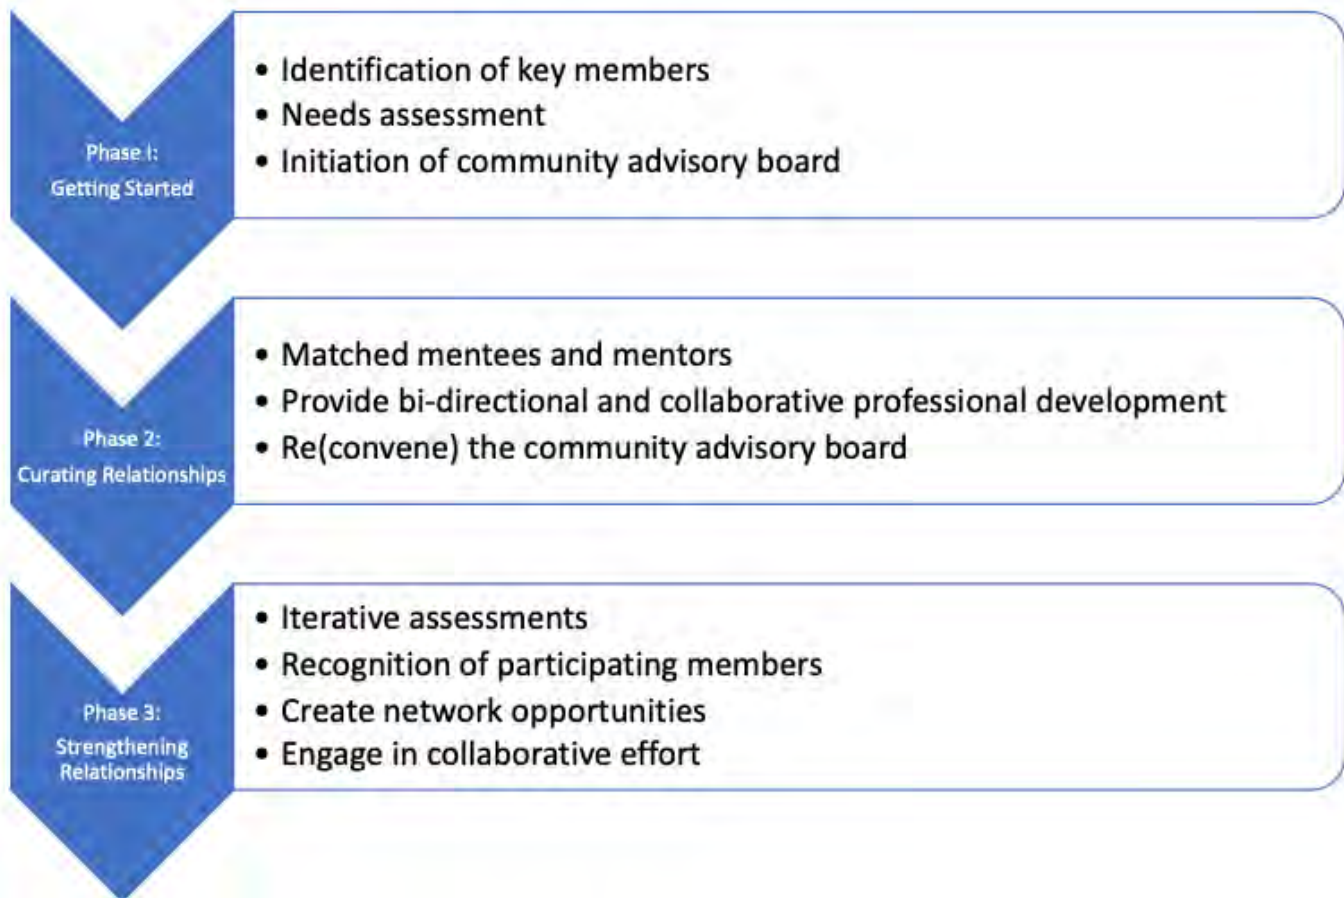 Phase I:
Getting Started
• Identification of key members
• Needs assessment
• Initiation of community advisory board
Phase 2:
Curating Relationships
• Matched mentees and mentors
• Provide bi-directional and collaborative professional development
• Re(convene) the community advisory board
Phase 3:
Strengthening
Relationships
• Iterative assessments
• Recognition of participating members
• Create network opportunities
• Engage in collaborative effort